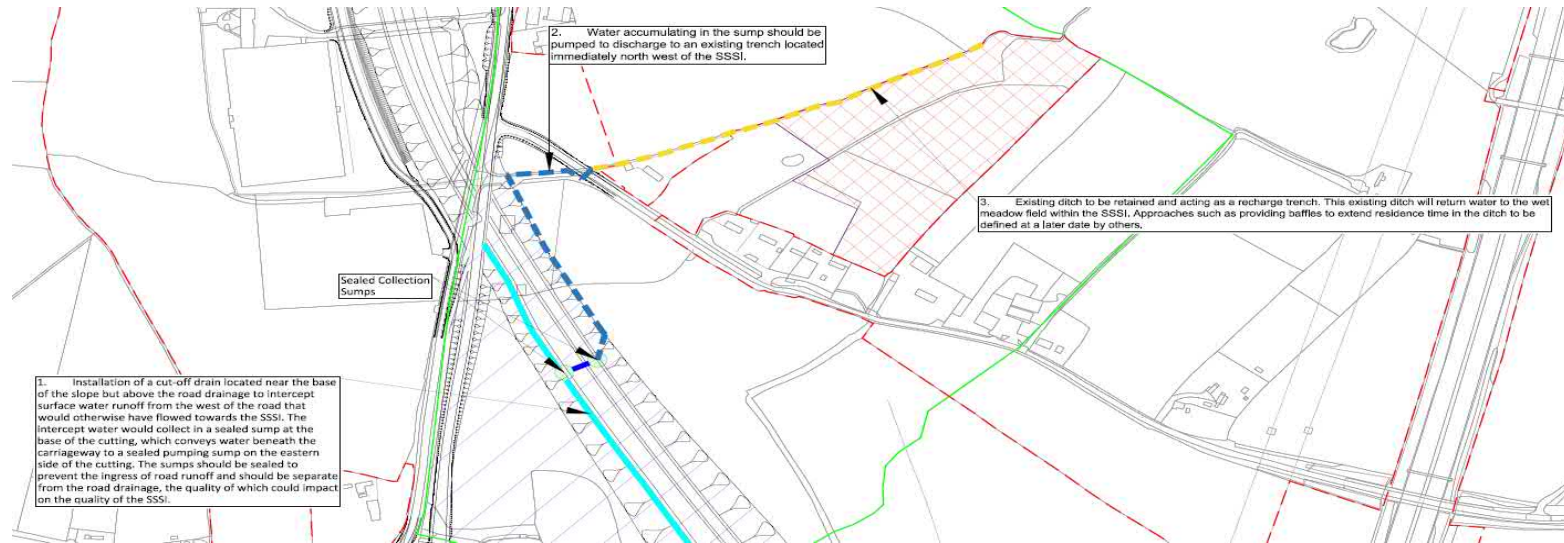 2. Water accumulating in the sump should be
pumped to discharge to an existing trench located
immediately north west of the SSSI.
3. Existing ditch to be retained and acting as a recharge trench. This existing ditch will return water to the wet
meadow field within the SSSI. Approaches such as providing baffles to extend residence time in the ditch to be
defined at a later date by others.
Sealed Collection
Sumps
1. Installation of a cut-off drain located near the base
of the slope but above the road drainage to intercept
surface water runoff from the west of the road that
would otherwise have flowed towards the SSSI. The
intercept water would collect in a sealed sump at the
base of the cutting, which conveys water beneath the
carriageway to a sealed pumping sump on the eastern
side of the cutting. The sumps should be sealed to
prevent the ingress of road runoff and should be separate
from the road drainage, the quality of which could impact
on the quality of the SSSI.